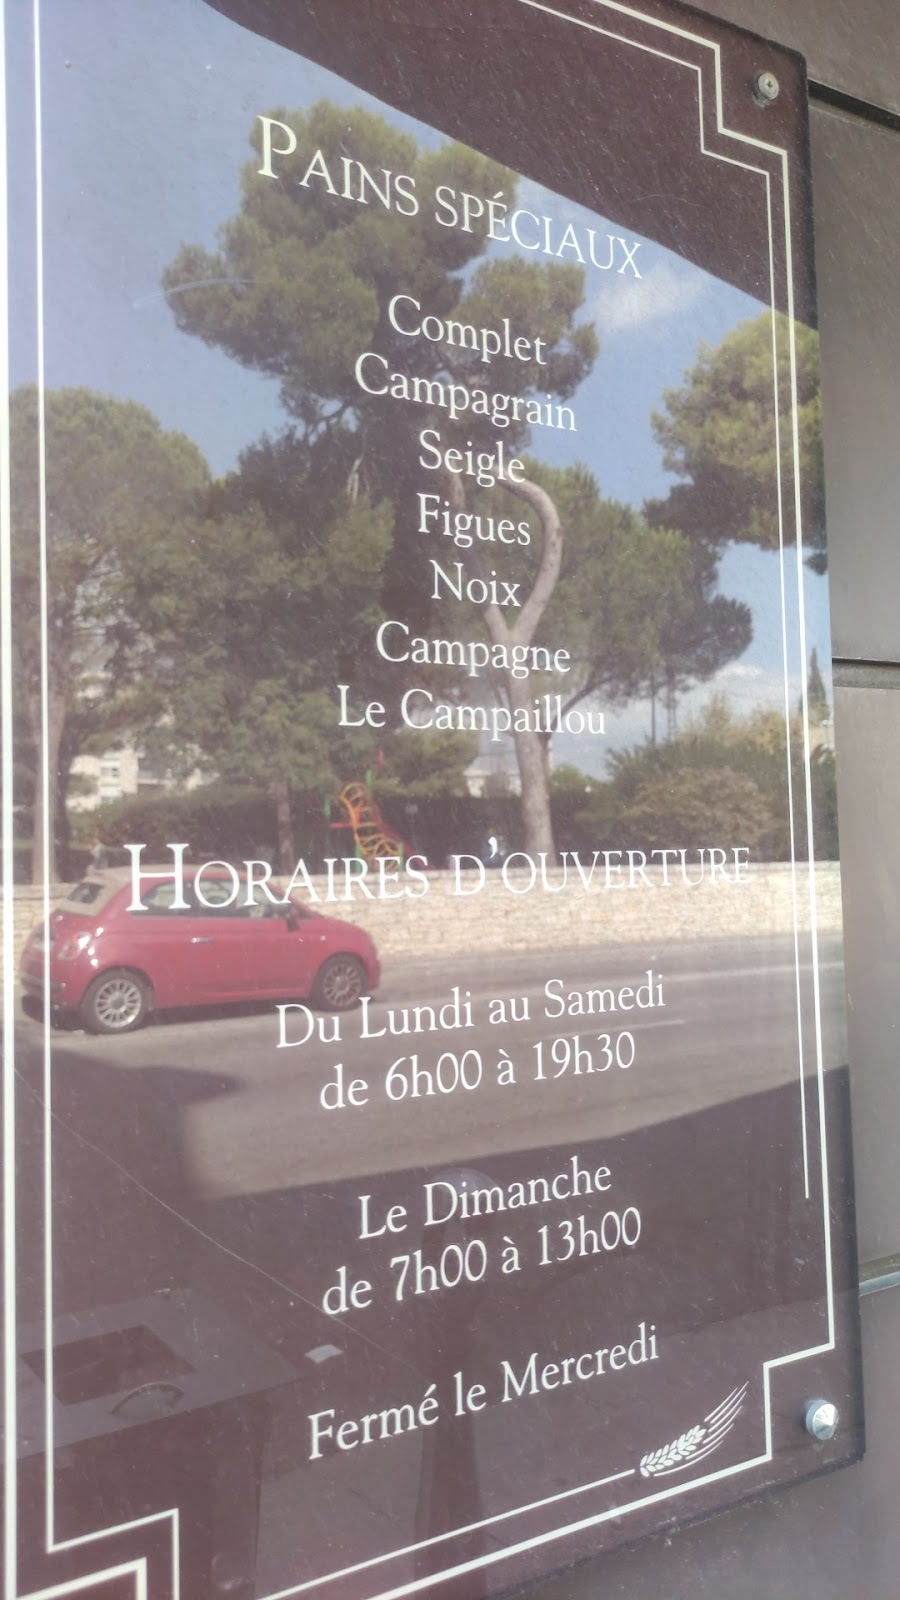 PAINS SPÉCIAUX
Complet
Campagrain
Seigle
Figues
Noix
Campagne
Le Campaillou
HORAIRES D'OUVERTURE
Du Lundi au Samedi
de 6h00 à 19h30
Le Dimanche
de 7h00 à 13h00
Fermé le Mercredi